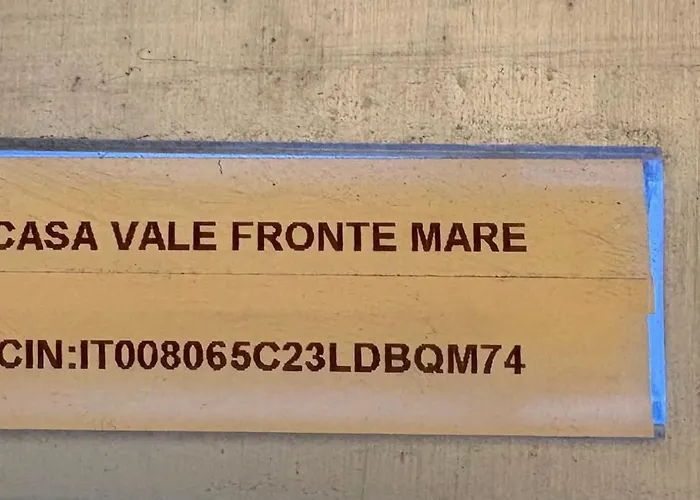 CASA VALE FRONTE MARE
CIN:IT008065C23LDBQM74